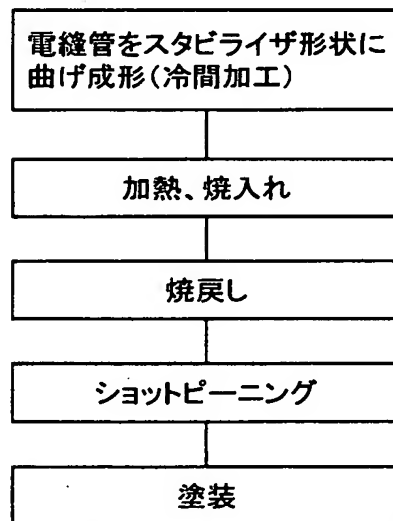 電縫管をスタビライザ形状に
曲げ成形(冷間加工)
加熱、焼入れ
焼戻し
ショットピーニング
塗装